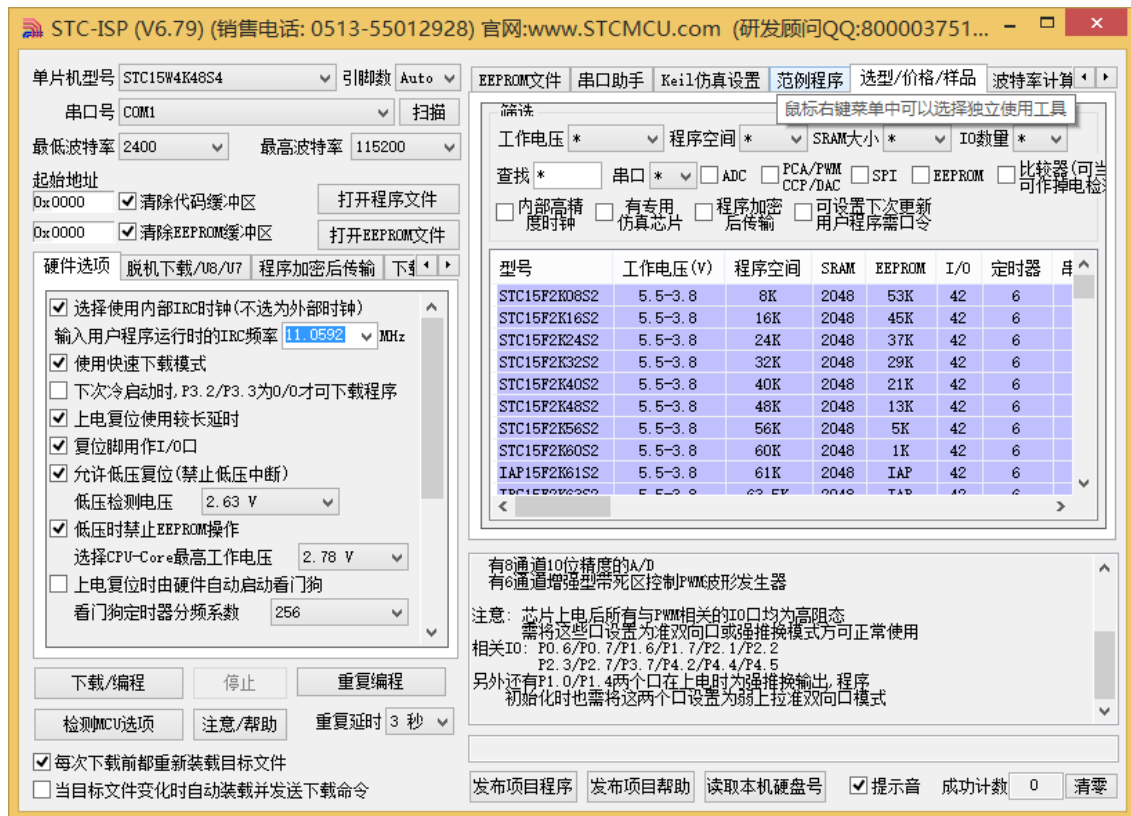 STC-ISP (V6.79) (销售电话: 0513-55012928) 官网:www.STCMCU.com (研发顾问QQ:800003751...
单片机型号 STC15W4K48S4 引脚数 Auto
串口号 COM1 扫描
最低波特率 2400 最高波特率 115200
起始地址
0x0000 清除代码缓冲区 打开程序文件
0x0000 清除EEPROM缓冲区 打开EEPROM文件
硬件选项 脱机下载/U8/U7 程序加密后传输
选择使用内部IRC时钟(不选为外部时钟)
输入用户程序运行时的IRC频率 11.0592 MHz
使用快速下载模式
下次冷启动时,P3.2/P3.3为0/0才可下载程序
上电复位使用较长延时
复位脚用作I/O口
允许低压复位(禁止低压中断)
低压检测电压 2.63 V
低压时禁止EEPROM操作
选择CPU-Core最高工作电压 2.78 V
上电复位时由硬件自动启动看门狗
看门狗定时器分频系数 256
下载/编程 停止 重复编程
检测MCU选项 注意/帮助 重复延时 3 秒
每次下载前都重新装载目标文件
当目标文件变化时自动装载并发送下载命令
EEPROM文件 串口助手 Keil仿真设置 范例程序 选型/价格/样品 波特率计算
鼠标右键菜单中可以选择独立使用工具
筛选
工作电压 * 程序空间 * SRAM大小 * IO数量 *
查找 * 串口 * ADC PCA/PWM CCP/DAC SPI EEPROM 比较器(可当 可作掉电检
内部高精度时钟 有专用仿真芯片 程序加密后传输 可设置下次更新用户程序需口令
型号 工作电压(V) 程序空间 SRAM EEPROM I/O 定时器
STC15F2K08S2 5.5-3.8 8K 2048 53K 42 6
STC15F2K16S2 5.5-3.8 16K 2048 45K 42 6
STC15F2K24S2 5.5-3.8 24K 2048 37K 42 6
STC15F2K32S2 5.5-3.8 32K 2048 29K 42 6
STC15F2K40S2 5.5-3.8 40K 2048 21K 42 6
STC15F2K48S2 5.5-3.8 48K 2048 13K 42 6
STC15F2K56S2 5.5-3.8 56K 2048 5K 42 6
STC15F2K60S2 5.5-3.8 60K 2048 1K 42 6
IAP15F2K61S2 5.5-3.8 61K 2048 IAP 42 6
有8通道10位精度的A/D
有6通道增强型带死区控制PWM波形发生器
注意: 芯片上电后所有与PWM相关的IO口均为高阻态
需将这些口设置为准双向口或强推挽模式方可正常使用
相关IO: P0.6/P0.7/P1.6/P1.7/P2.1/P2.2
P2.3/P2.7/P3.7/P4.2/P4.4/P4.5
另外还有P1.0/P1.4两个口在上电时为强推挽输出,程序
初始化时也需将这两个口设置为弱上拉准双向口模式
发布项目程序 发布项目帮助 读取本机硬盘号 提示音 成功计数 0 清零